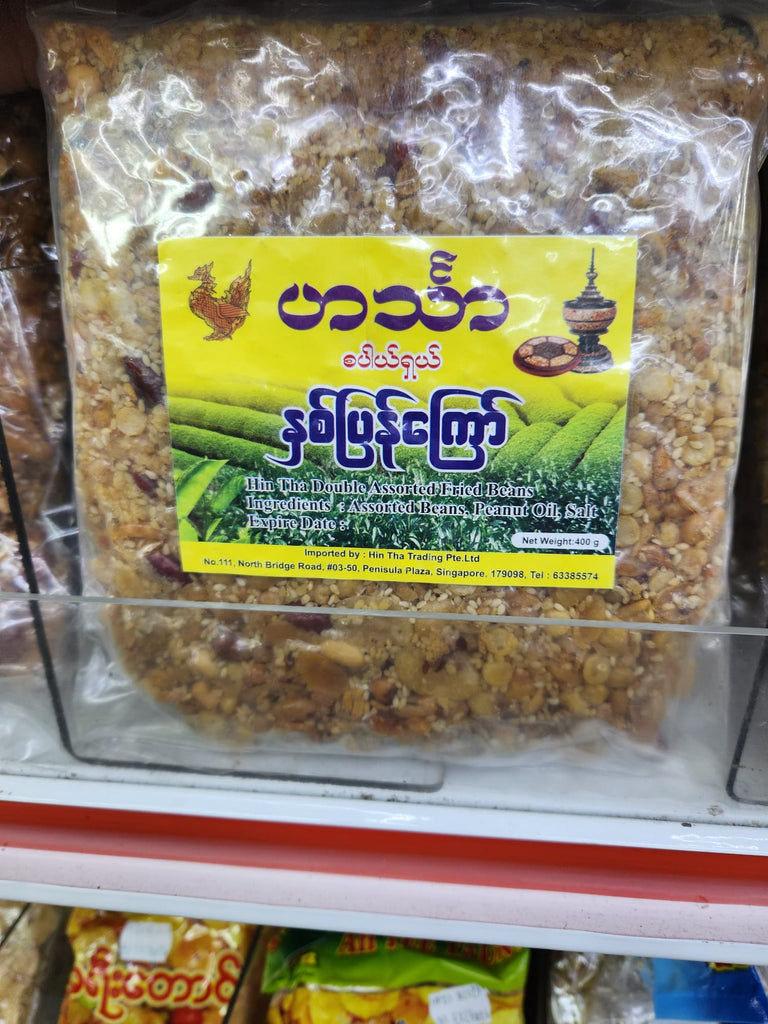 ဟင်္သာ
စပါယ်ရှယ်
နှစ်ပြန်ကြော်
Hin Tha Double Assorted Fried Beans
Ingredients : Assorted Beans, Peanut Oil, Salt
Expire Date :
Net Weight:400 g
Imported by : Hin Tha Trading Pte.Ltd
No.111, North Bridge Road, #03-50, Penisula Plaza, Singapore. 179098, Tel : 63385574